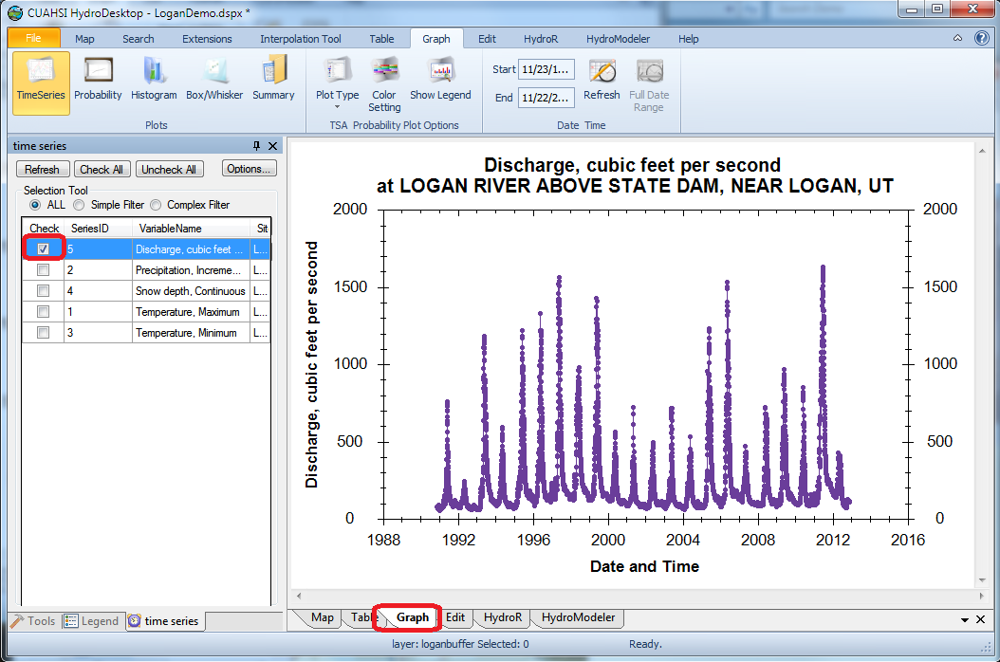 CUAHSI HydroDesktop - LoganDemo.dspx *
File Map Search Extensions Interpolation Tool Table Graph Edit HydroR HydroModeler Help
TimeSeries Probability Histogram Box/Whisker Summary
Plots
Plot Type Color Setting Show Legend
TSA Probability Plot Options
Start 11/23/1...
End 11/22/2...
Refresh Full Date Range
Date Time
time series
Refresh Check All Uncheck All Options...
Selection Tool
ALL Simple Filter Complex Filter
Check SeriesID VariableName Sit
5 Discharge, cubic feet ... L...
2 Precipitation, Increme... L...
4 Snow depth, Continuous L...
1 Temperature, Maximum L...
3 Temperature, Minimum L...
Tools Legend time series
Discharge, cubic feet per second
at LOGAN RIVER ABOVE STATE DAM, NEAR LOGAN, UT
Discharge, cubic feet per second
2000 2000
1500 1500
1000 1000
500 500
0 0
1988 1992 1996 2000 2004 2008 2012 2016
Date and Time
Map Table Graph Edit HydroR HydroModeler
layer: loganbuffer Selected: 0 Ready.